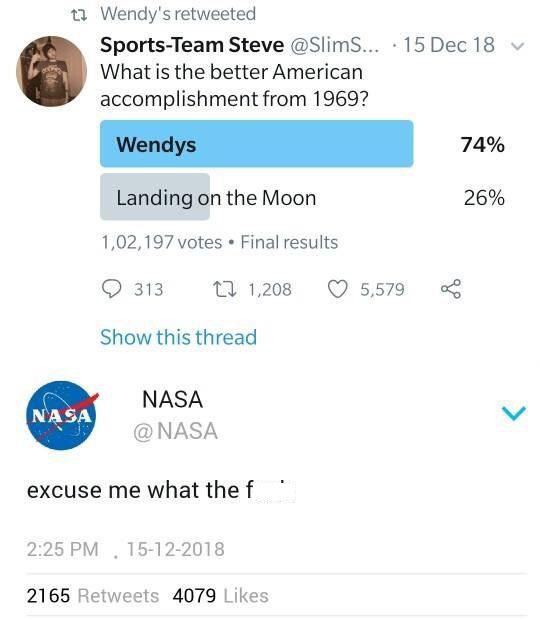 Wendy's retweeted
Sports-Team Steve @SlimS... · 15 Dec 18
What is the better American
accomplishment from 1969?
Wendys 74%
Landing on the Moon 26%
1,02,197 votes • Final results
313 1,208 5,579
Show this thread
NASA
NASA
@NASA
excuse me what the f
2:25 PM . 15-12-2018
2165 Retweets 4079 Likes